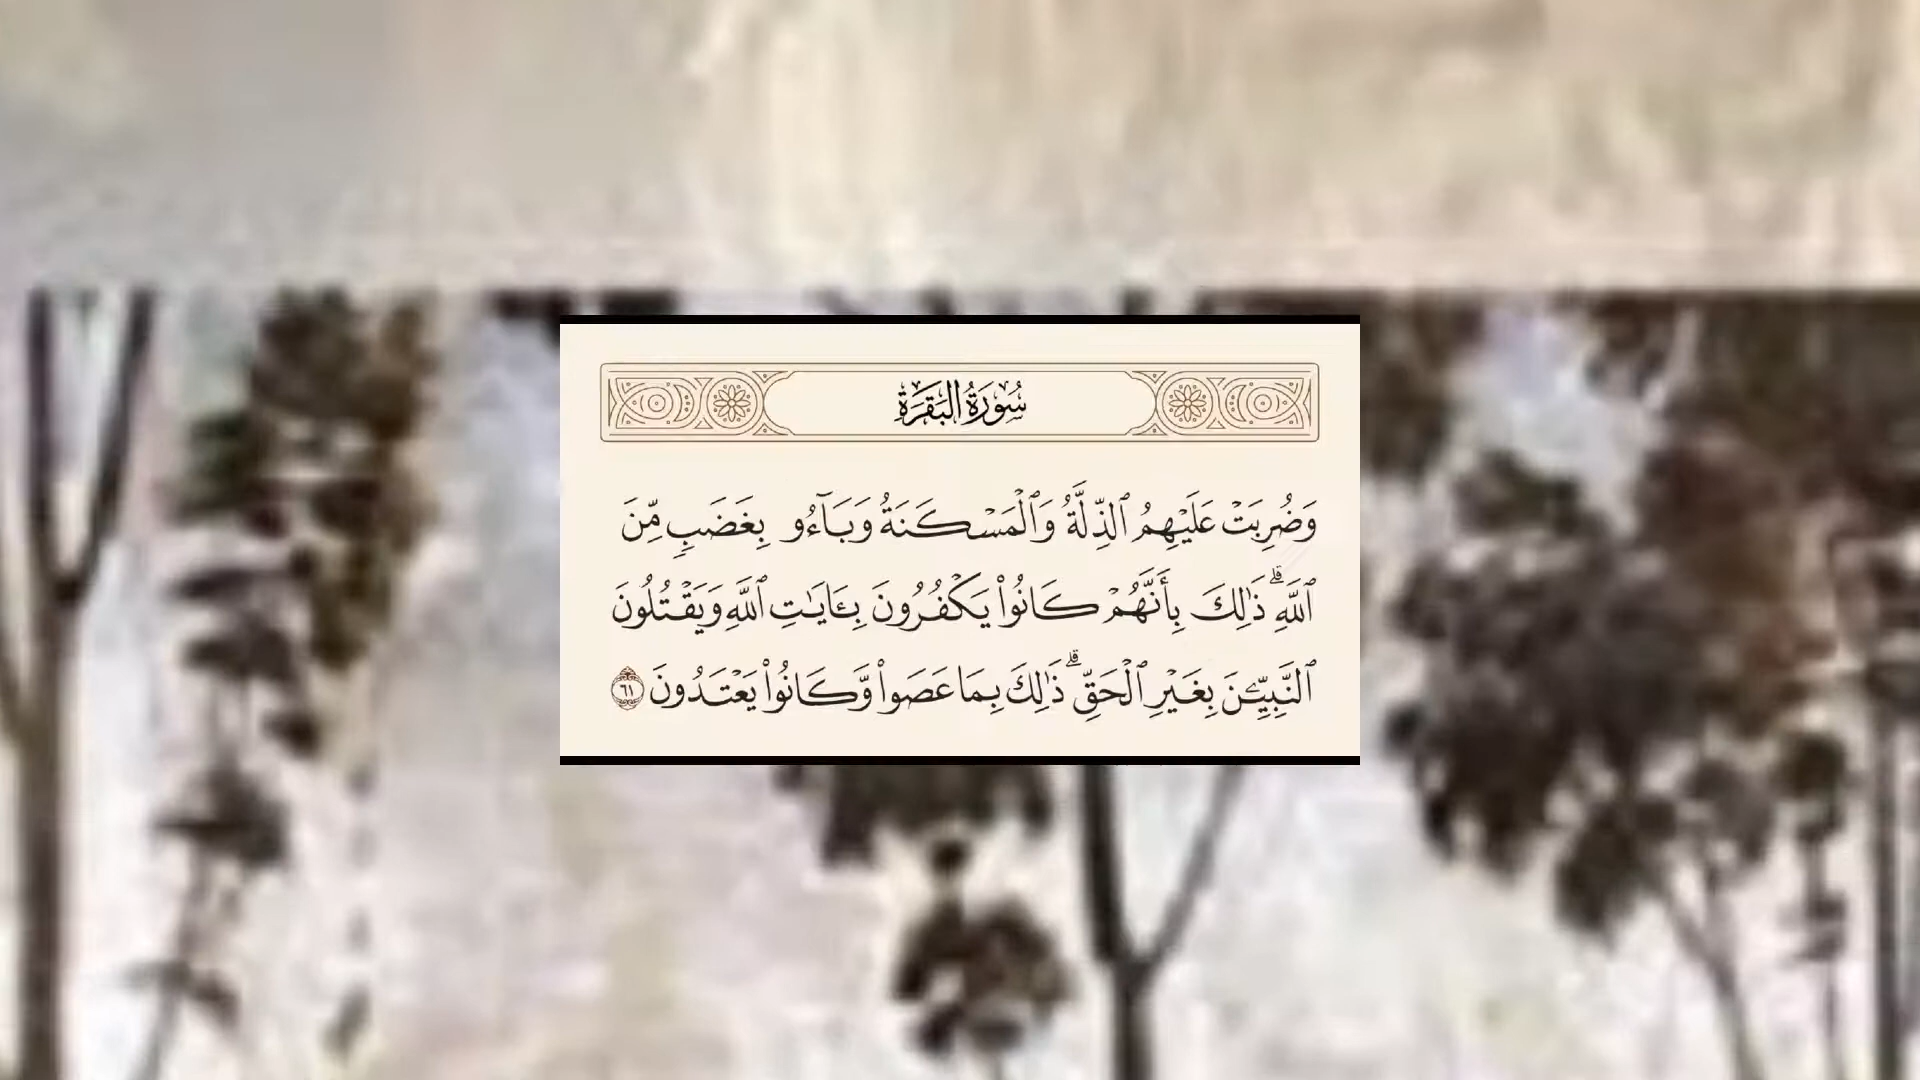 سُورَةُ البَقَرَةِ
وَضُرِبَتۡ عَلَيۡهِمُ ٱلذِّلَّةُ وَٱلۡمَسۡكَنَةُ وَبَآءُو بِغَضَبٖ مِّنَ
ٱللَّهِۗ ذَٰلِكَ بِأَنَّهُمۡ كَانُواْ يَكۡفُرُونَ بِـَٔايَٰتِ ٱللَّهِ وَيَقۡتُلُونَ
ٱلنَّبِيِّـۧنَ بِغَيۡرِ ٱلۡحَقِّۗ ذَٰلِكَ بِمَا عَصَواْ وَّكَانُواْ يَعۡتَدُونَ ٦١